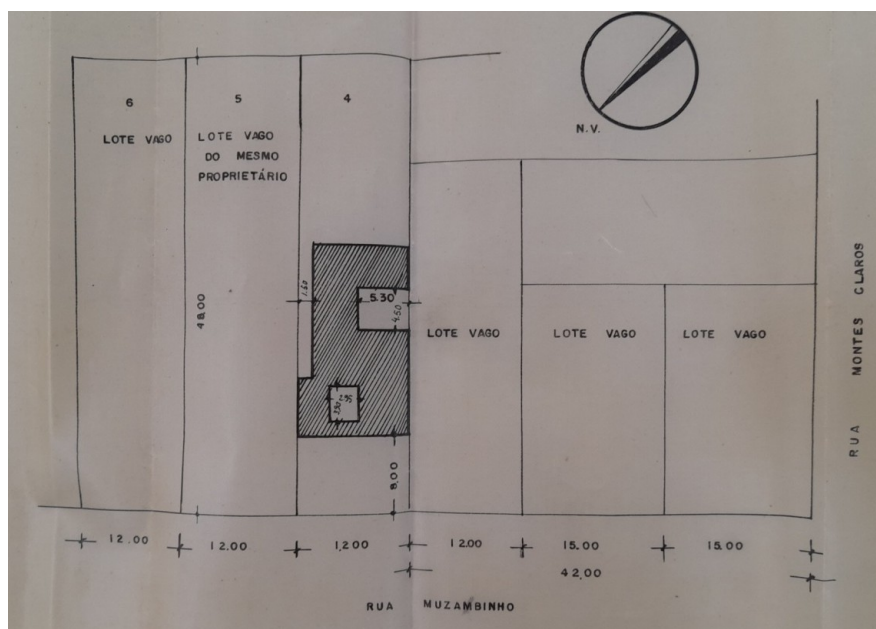 6
5
4
N.V.
LOTE VAGO
LOTE VAGO
DO MESMO
PROPRIETÁRIO
1.60
5.30
4.50
48,00
LOTE VAGO
LOTE VAGO
LOTE VAGO
RUA MONTES CLAROS
8,00
12.00
12.00
1,200
12.00
15.00
15.00
42,00
RUA MUZAMBINHO